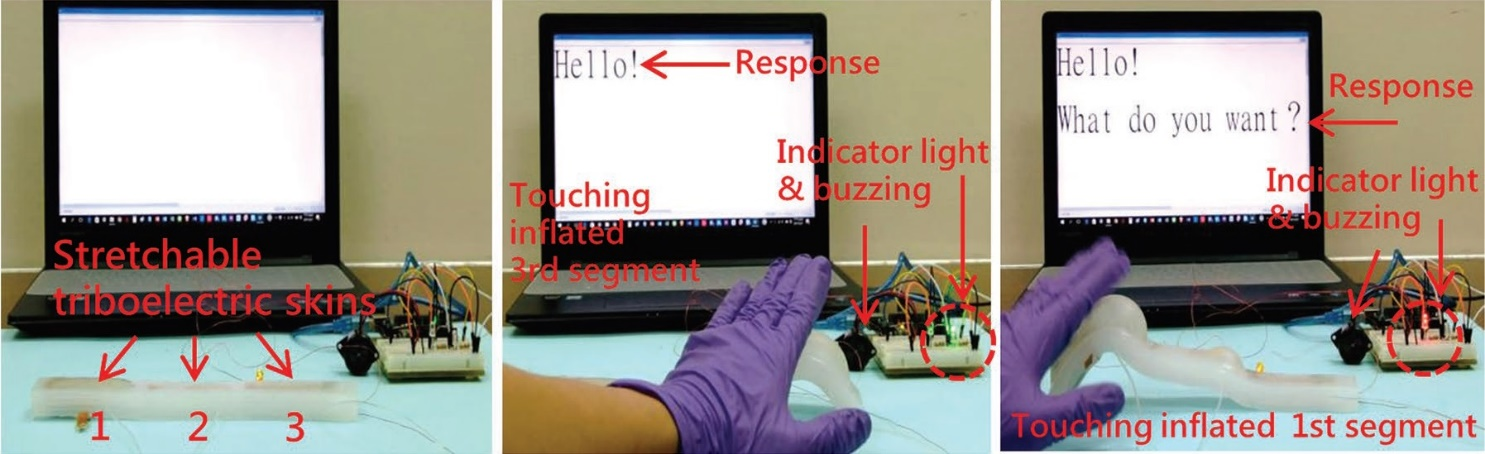 Stretchable
triboelectric skins
1 2 3
Hello!
Response
Indicator light
& buzzing
Touching
inflated
3rd segment
Hello!
What do you want?
Response
Indicator light
& buzzing
Touching inflated 1st segment